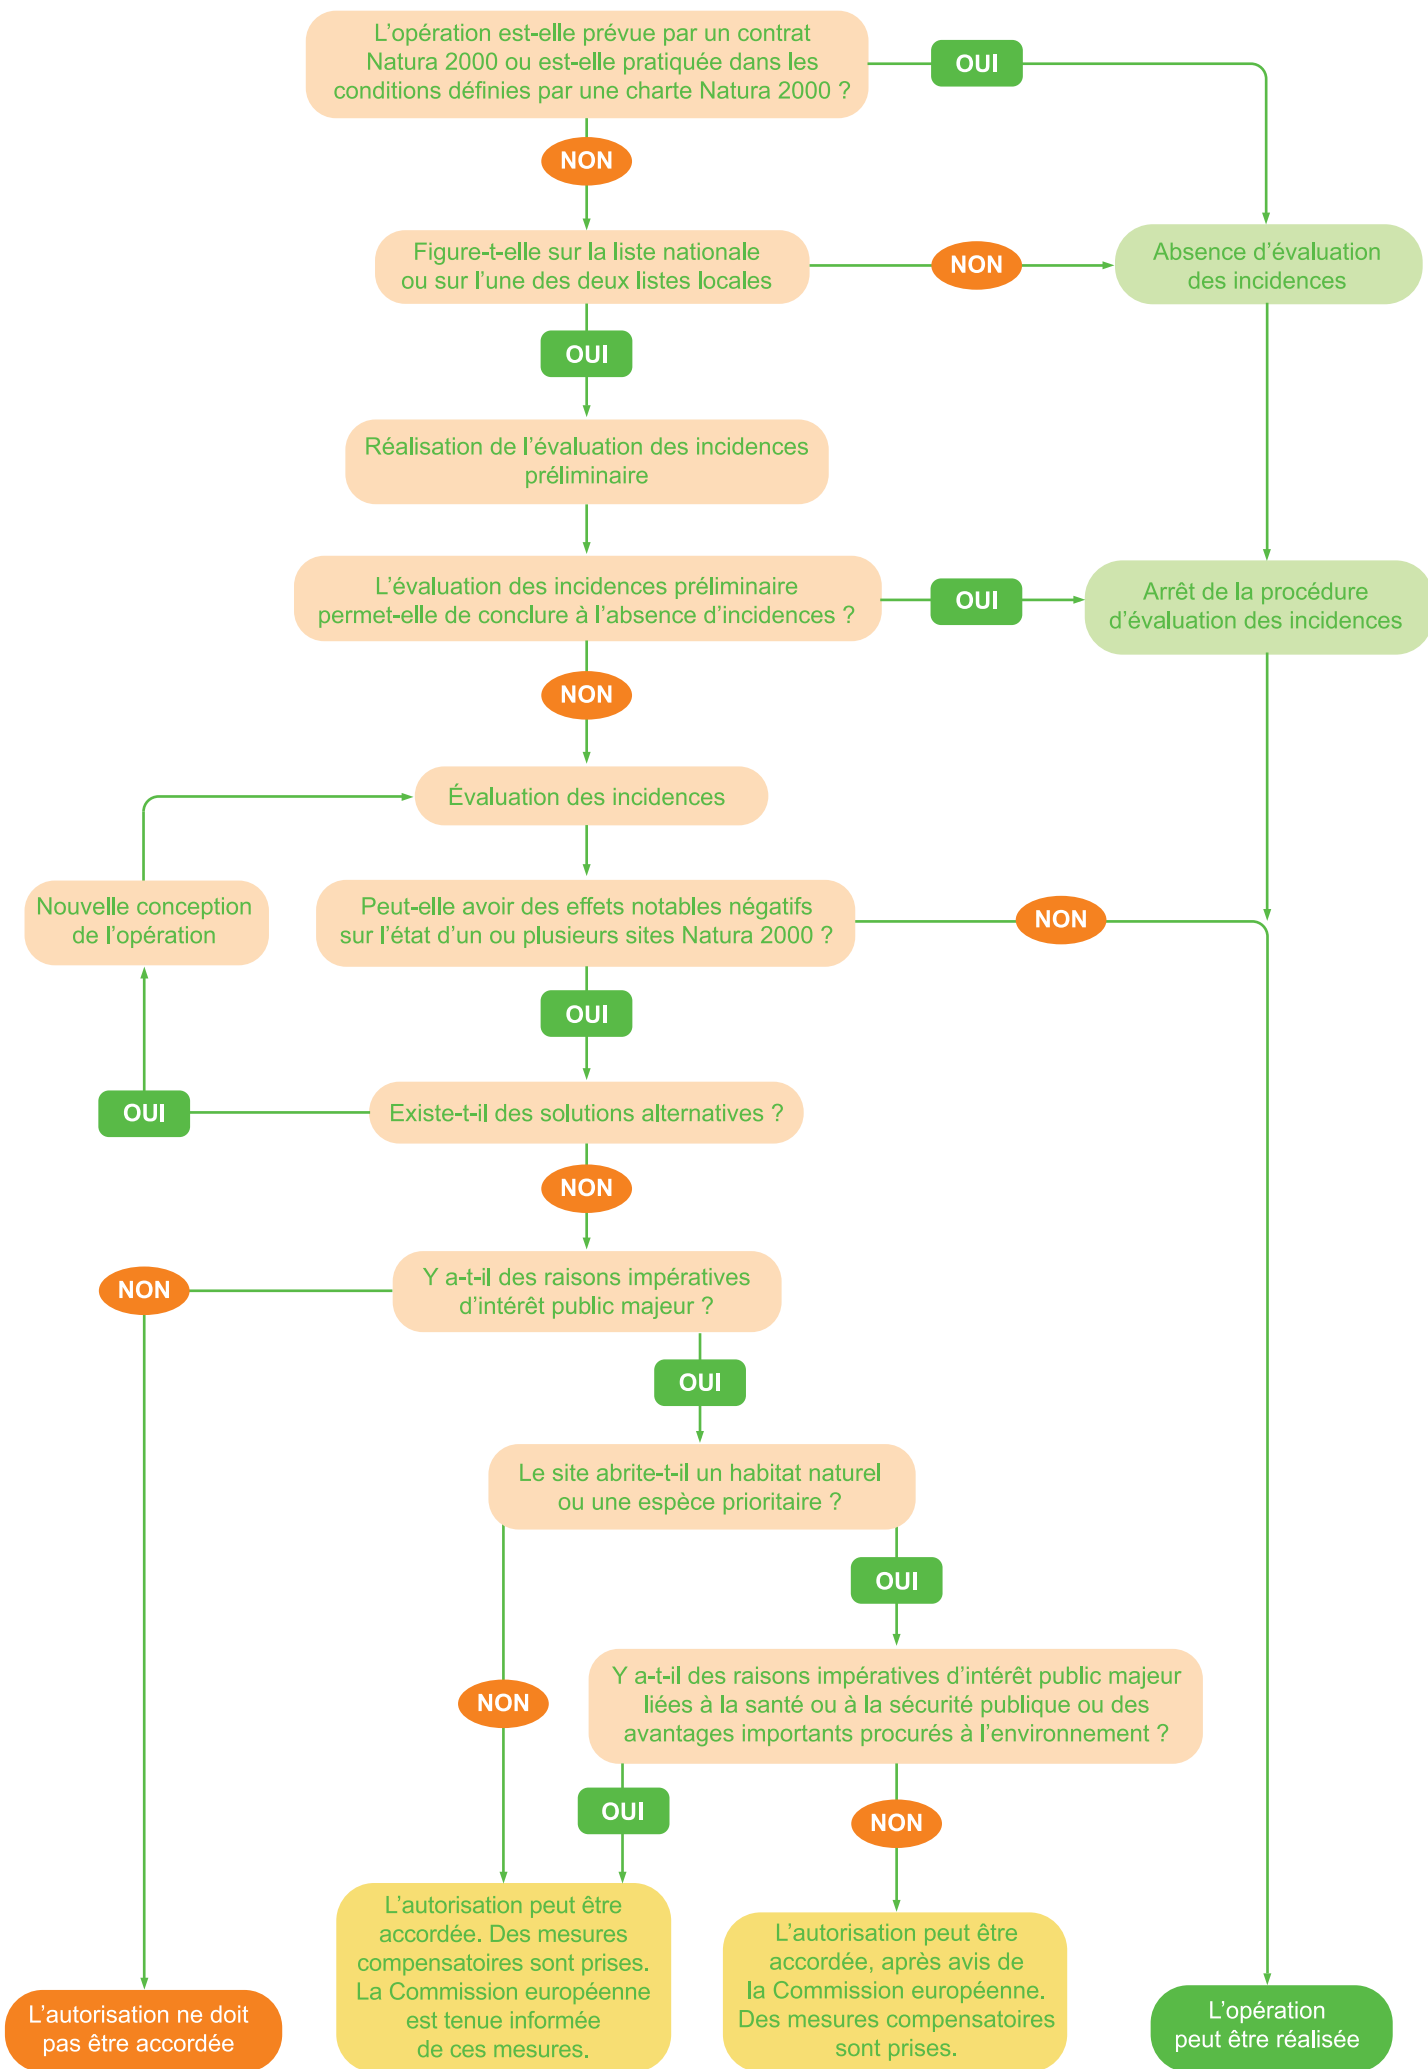 L'opération est-elle prévue par un contrat
Natura 2000 ou est-elle pratiquée dans les
conditions définies par une charte Natura 2000 ?
OUI
NON
Figure-t-elle sur la liste nationale
ou sur l'une des deux listes locales
NON
Absence d'évaluation
des incidences
OUI
Réalisation de l'évaluation des incidences
préliminaire
L'évaluation des incidences préliminaire
permet-elle de conclure à l'absence d'incidences ?
OUI
Arrêt de la procédure
d'évaluation des incidences
NON
Évaluation des incidences
Nouvelle conception
de l'opération
Peut-elle avoir des effets notables négatifs
sur l'état d'un ou plusieurs sites Natura 2000 ?
NON
OUI
OUI
Existe-t-il des solutions alternatives ?
NON
NON
Y a-t-il des raisons impératives
d'intérêt public majeur ?
OUI
Le site abrite-t-il un habitat naturel
ou une espèce prioritaire ?
OUI
NON
Y a-t-il des raisons impératives d'intérêt public majeur
liées à la santé ou à la sécurité publique ou des
avantages importants procurés à l'environnement ?
OUI
NON
L'autorisation ne doit
pas être accordée
L'autorisation peut être
accordée. Des mesures
compensatoires sont prises.
La Commission européenne
est tenue informée
de ces mesures.
L'autorisation peut être
accordée, après avis de
la Commission européenne.
Des mesures compensatoires
sont prises.
L'opération
peut être réalisée